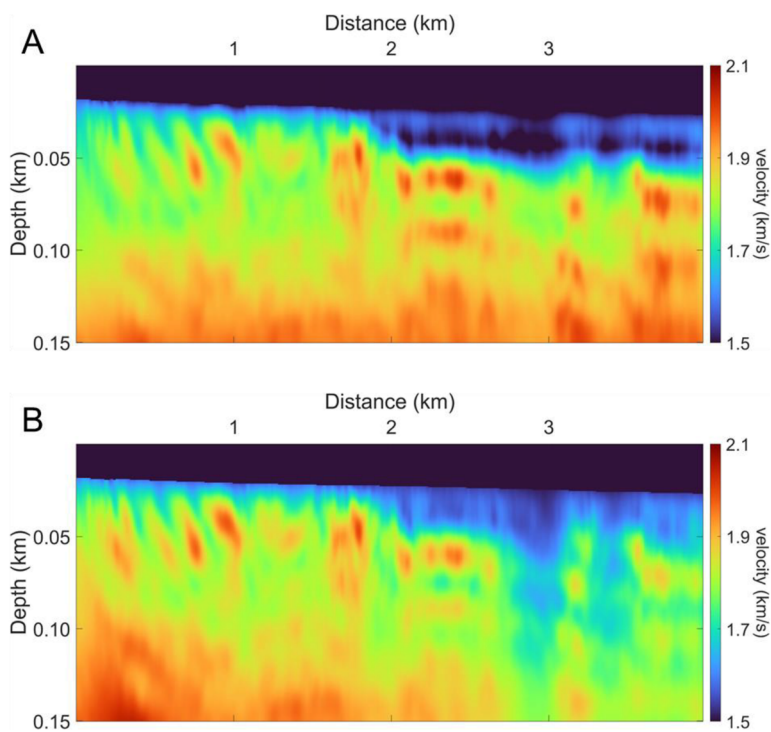 A
Distance (km)
1 2 3
Depth (km)
0.05
0.10
0.15
2.1
1.9
1.7
1.5
velocity (km/s)
B
Distance (km)
1 2 3
Depth (km)
0.05
0.10
0.15
2.1
1.9
1.7
1.5
velocity (km/s)